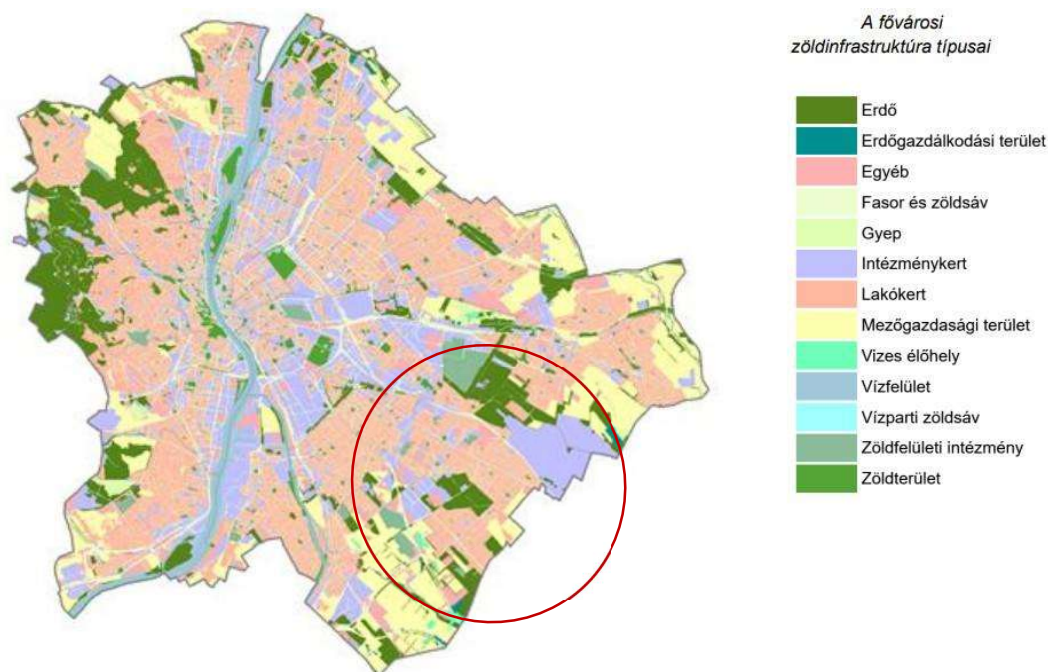 A fővárosi
zöldinfrastruktúra típusai
Erdő
Erdőgazdálkodási terület
Egyéb
Fasor és zöldsáv
Gyep
Intézménykert
Lakókert
Mezőgazdasági terület
Vizes élőhely
Vízfelület
Vízparti zöldsáv
Zöldfelületi intézmény
Zöldterület